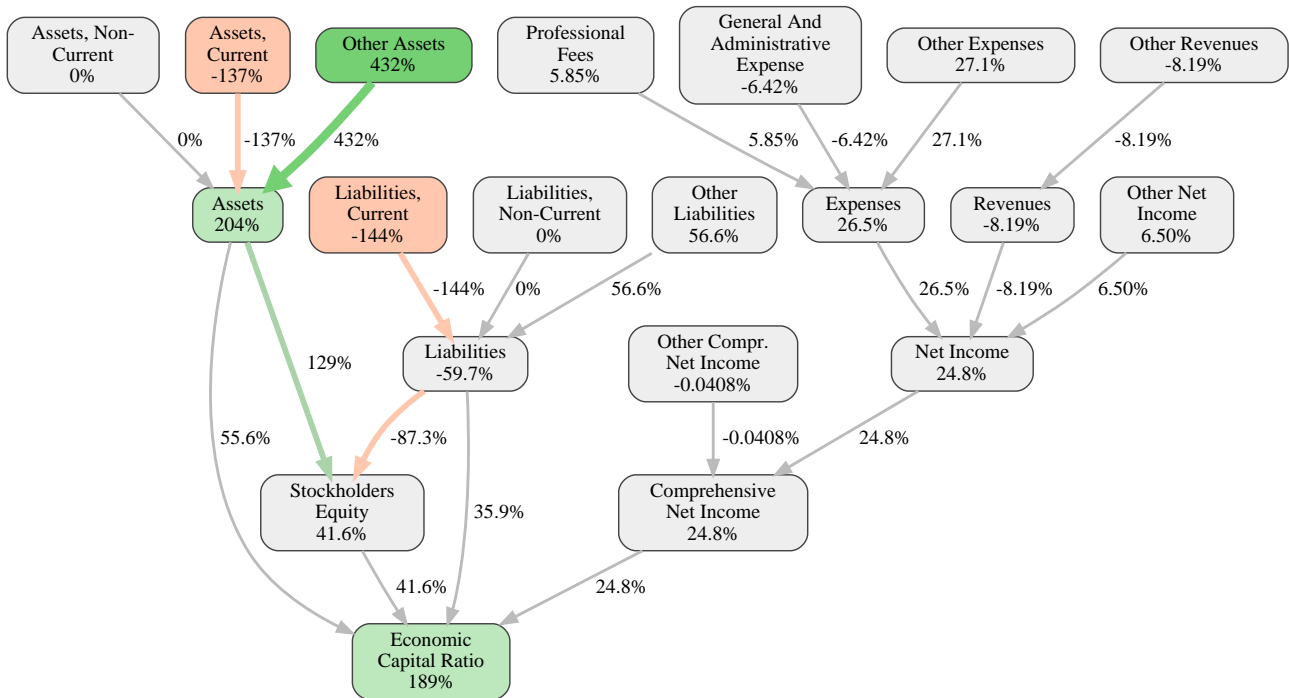 Assets, Non-
Current
0%
Assets,
Current
-137%
Other Assets
432%
Professional
Fees
5.85%
General And
Administrative
Expense
-6.42%
Other Expenses
27.1%
Other Revenues
-8.19%
0%
-137%
432%
5.85%
-6.42%
27.1%
-8.19%
Assets
204%
Liabilities,
Current
-144%
Liabilities,
Non-Current
0%
Other
Liabilities
56.6%
Expenses
26.5%
Revenues
-8.19%
Other Net
Income
6.50%
-144%
0%
56.6%
26.5%
-8.19%
6.50%
129%
Liabilities
-59.7%
Other Compr.
Net Income
-0.0408%
Net Income
24.8%
55.6%
-87.3%
-0.0408%
24.8%
Stockholders
Equity
41.6%
35.9%
Comprehensive
Net Income
24.8%
41.6%
24.8%
Economic
Capital Ratio
189%